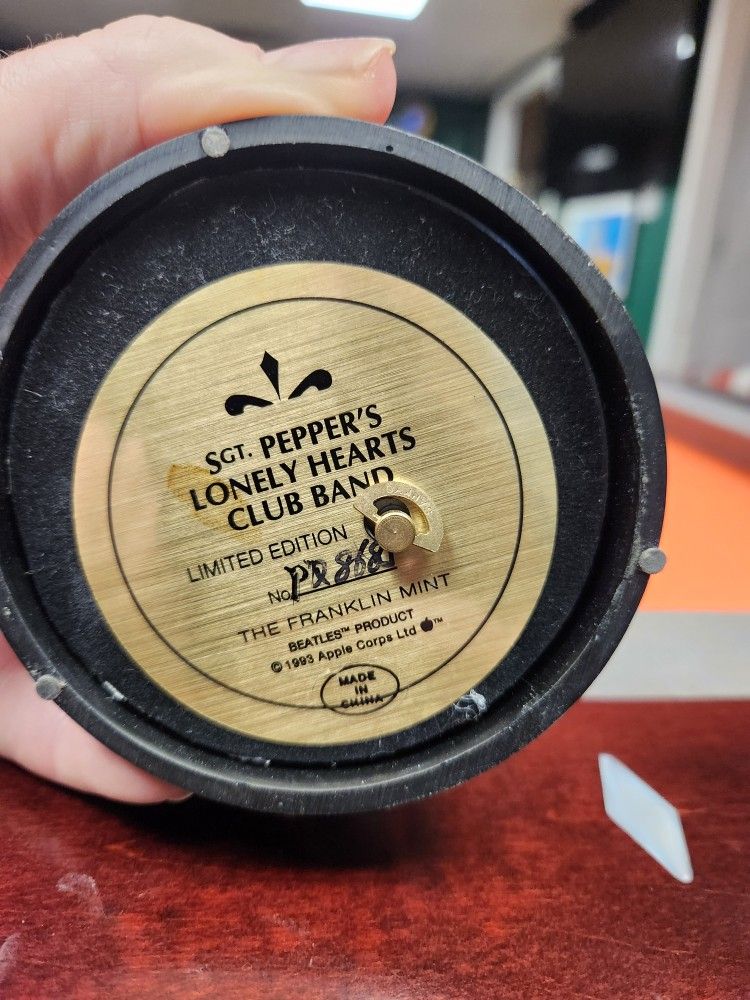 SGT. PEPPER'S
LONELY HEARTS
CLUB BAND
LIMITED EDITION
No.
THE FRANKLIN MINT
BEATLES™ PRODUCT
© 1993 Apple Corps Ltd ™
MADE
IN
CHINA